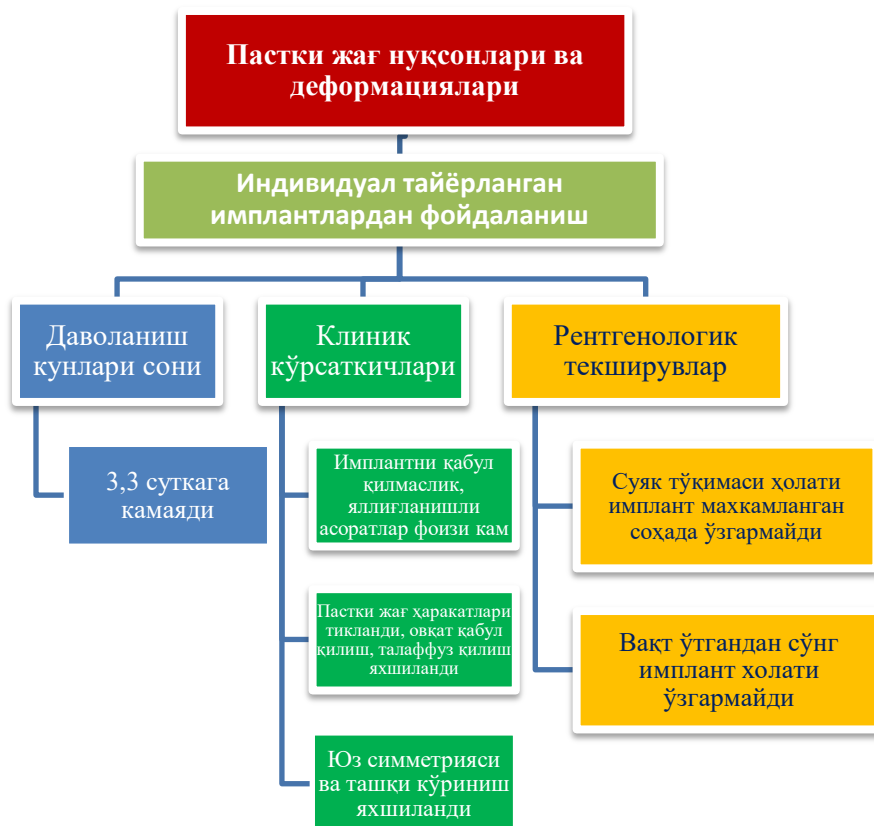 Пастки жағ нуқсонлари ва
деформациялари
Индивидуал тайёрланган
имплантлардан фойдаланиш
Даволаниш
кунлари сони
3,3 суткага
камаяди
Клиник
кўрсаткичлари
Имплантни қабул
қилмаслик,
яллиғланишли
асоратлар фоизи кам
Пастки жағ ҳаракатлари
тикланди, овқат қабул
қилиш, талаффуз қилиш
яхшиланди
Юз симметрияси
ва ташқи кўриниш
яхшиланди
Рентгенологик
текширувлар
Суяк тўқимаси ҳолати
имплант махкамланган
соҳада ўзгармайди
Вақт ўтгандан сўнг
имплант холати
ўзгармайди